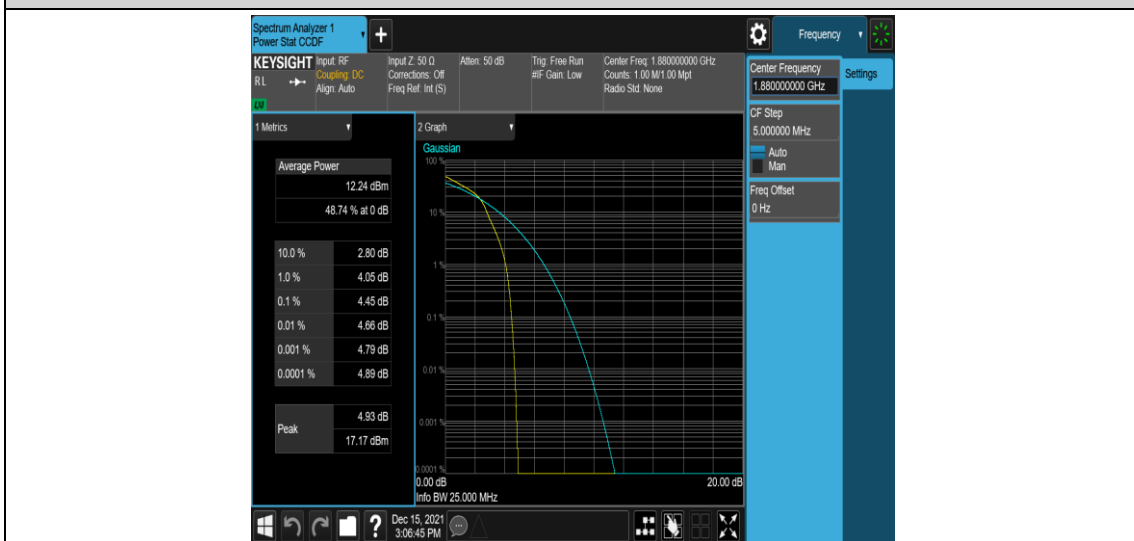 Spectrum Analyzer 1
Power Stat CCDF
+
Frequency
KEYSIGHT
RL
LXI
Input: RF
Coupling: DC
Align: Auto
Input Z: 50 Ω
Corrections: Off
Freq Ref: Int (S)
Atten: 50 dB
Trig: Free Run
#IF Gain: Low
Center Freq: 1.880000000 GHz
Counts: 1.00 M/1.00 Mpt
Radio Std: None
Center Frequency
1.880000000 GHz
Settings
CF Step
5.000000 MHz
Auto
Man
Freq Offset
0 Hz
1 Metrics
Average Power
12.24 dBm
48.74 % at 0 dB
10.0 % 2.80 dB
1.0 % 4.05 dB
0.1 % 4.45 dB
0.01 % 4.66 dB
0.001 % 4.79 dB
0.0001 % 4.89 dB
Peak
4.93 dB
17.17 dBm
2 Graph
Gaussian
100 %
10 %
1 %
0.1 %
0.01 %
0.001 %
0.0001 %
0.00 dB 20.00 dB
Info BW 25.000 MHz
?
Dec 15, 2021
3:06:45 PM